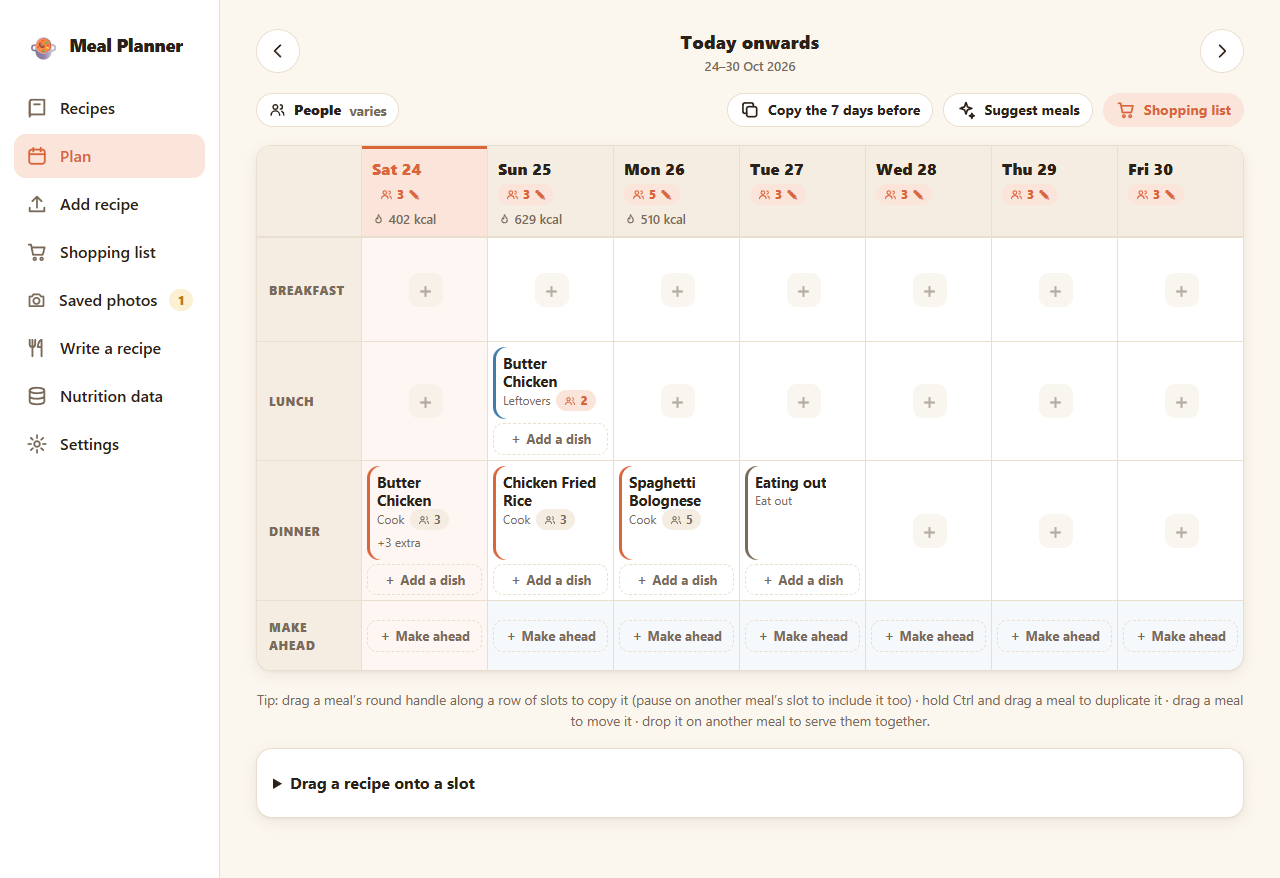 Meal Planner
Recipes
Plan
Add recipe
Shopping list
Saved photos 1
Write a recipe
Nutrition data
Settings
Today onwards
24–30 Oct 2026
People varies
Copy the 7 days before
Suggest meals
Shopping list
Sat 24
3
402 kcal
Sun 25
3
629 kcal
Mon 26
5
510 kcal
Tue 27
3
Wed 28
3
Thu 29
3
Fri 30
3
BREAKFAST
+ + + + + + +
LUNCH
+
Butter
Chicken
Leftovers 2
+ Add a dish
+ + + + +
DINNER
Butter
Chicken
Cook 3
+3 extra
+ Add a dish
Chicken Fried
Rice
Cook 3
+ Add a dish
Spaghetti
Bolognese
Cook 5
+ Add a dish
Eating out
Eat out
+ Add a dish
+ + +
MAKE
AHEAD
+ Make ahead
+ Make ahead
+ Make ahead
+ Make ahead
+ Make ahead
+ Make ahead
+ Make ahead
Tip: drag a meal's round handle along a row of slots to copy it (pause on another meal's slot to include it too) · hold Ctrl and drag a meal to duplicate it · drag a meal
to move it · drop it on another meal to serve them together.
Drag a recipe onto a slot